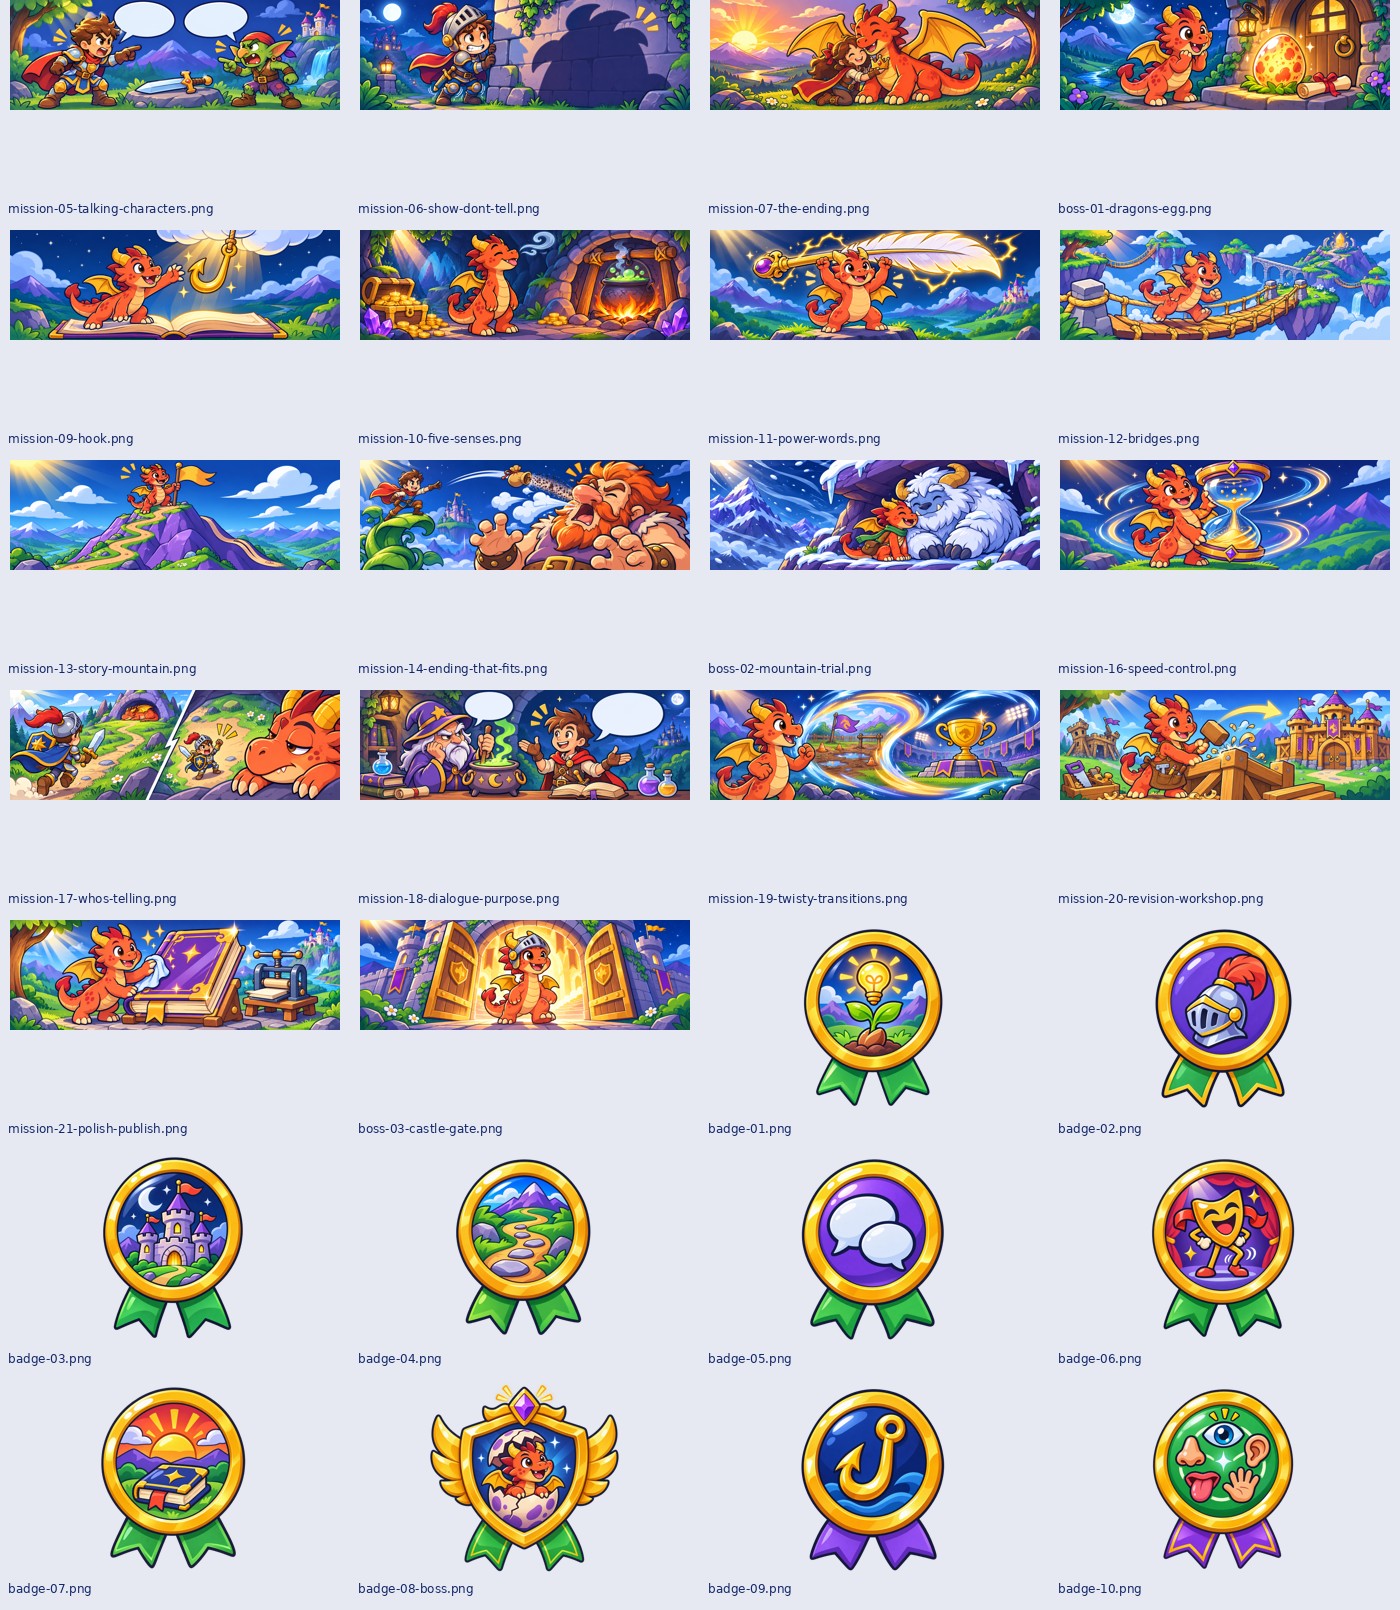 mission-05-talking-characters.png
mission-06-show-dont-tell.png
mission-07-the-ending.png
boss-01-dragons-egg.png
mission-09-hook.png
mission-10-five-senses.png
mission-11-power-words.png
mission-12-bridges.png
mission-13-story-mountain.png
mission-14-ending-that-fits.png
boss-02-mountain-trial.png
mission-16-speed-control.png
mission-17-whos-telling.png
mission-18-dialogue-purpose.png
mission-19-twisty-transitions.png
mission-20-revision-workshop.png
mission-21-polish-publish.png
boss-03-castle-gate.png
badge-01.png
badge-02.png
badge-03.png
badge-04.png
badge-05.png
badge-06.png
badge-07.png
badge-08-boss.png
badge-09.png
badge-10.png